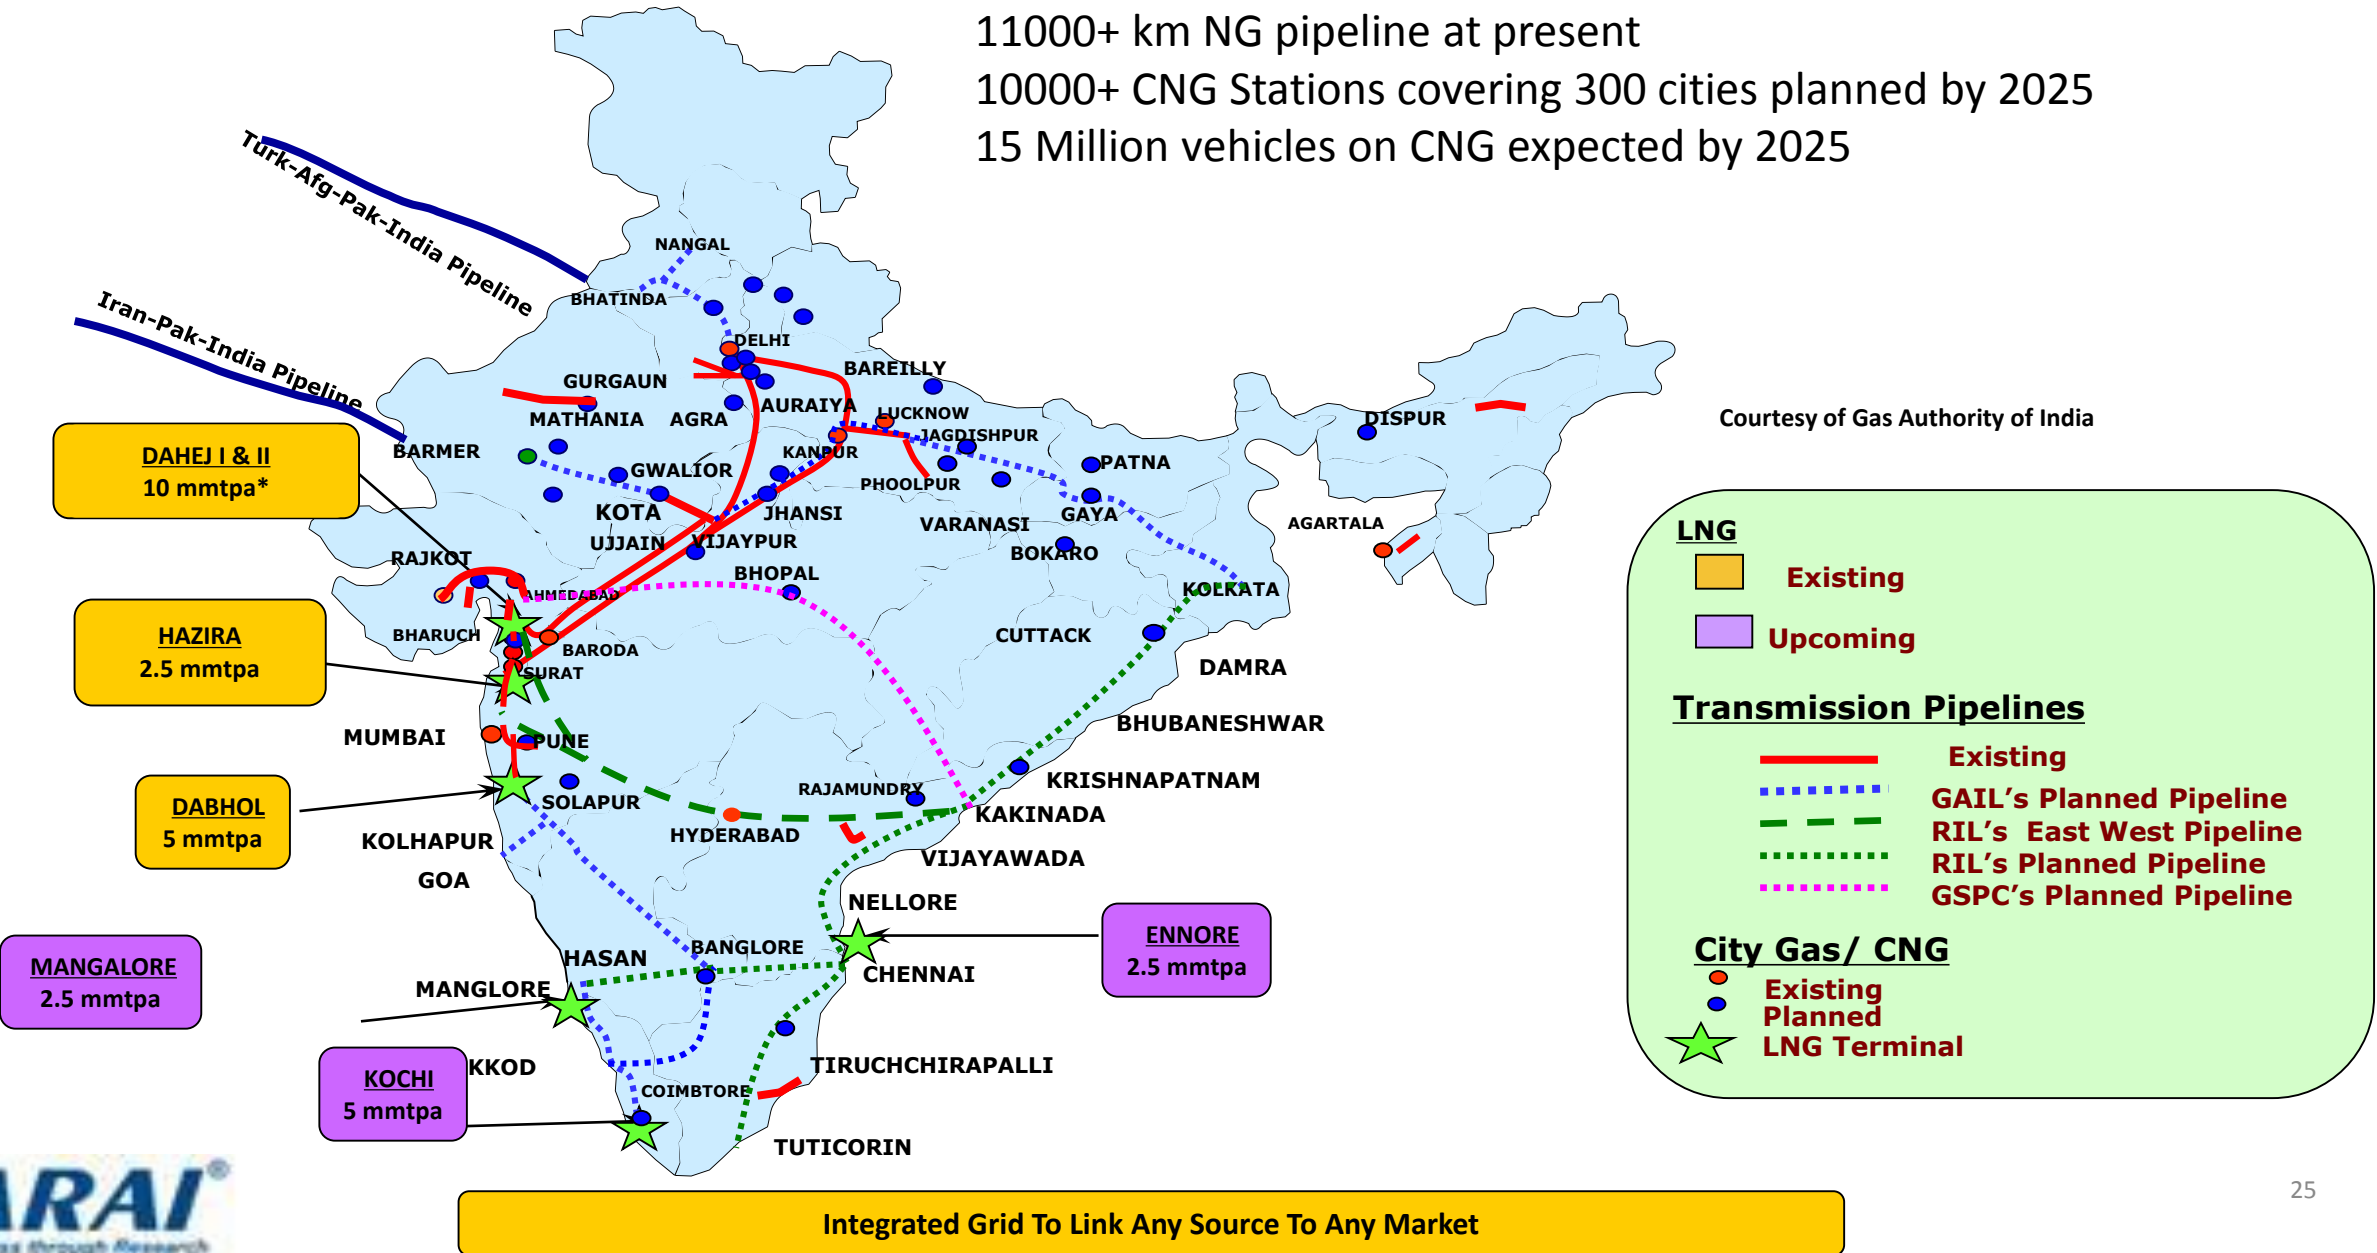 11000+ km NG pipeline at present
10000+ CNG Stations covering 300 cities planned by 2025
15 Million vehicles on CNG expected by 2025
Turk-Afg-Pak-India Pipeline
Iran-Pak-India Pipeline
NANGAL
BHATINDA
DELHI
BAREILLY
GURGAUN
MATHANIA
AGRA
AURAIYA
LUCKNOW
JAGDISHPUR
DISPUR
Courtesy of Gas Authority of India
BARMER
KANPUR
GWALIOR
PHOOLPUR
PATNA
DAHEJ I & II
10 mmtpa*
KOTA
JHANSI
VARANASI
GAYA
AGARTALA
UJJAIN
VIJAYPUR
BOKARO
RAJKOT
BHOPAL
KOLKATA
AHMEDABAD
BHARUCH
BARODA
CUTTACK
HAZIRA
2.5 mmtpa
SURAT
DAMRA
BHUBANESHWAR
MUMBAI
PUNE
KRISHNAPATNAM
RAJAMUNDRY
SOLAPUR
KAKINADA
DABHOL
5 mmtpa
HYDERABAD
KOLHAPUR
VIJAYAWADA
GOA
NELLORE
ENNORE
2.5 mmtpa
BANGLORE
HASAN
CHENNAI
MANGALORE
2.5 mmtpa
MANGLORE
KKOD
TIRUCHCHIRAPALLI
KOCHI
5 mmtpa
COIMBTORE
TUTICORIN
LNG
Existing
Upcoming
Transmission Pipelines
Existing
GAIL’s Planned Pipeline
RIL’s East West Pipeline
RIL’s Planned Pipeline
GSPC’s Planned Pipeline
City Gas/ CNG
Existing
Planned
LNG Terminal
ARAI®
through Research
Integrated Grid To Link Any Source To Any Market
25